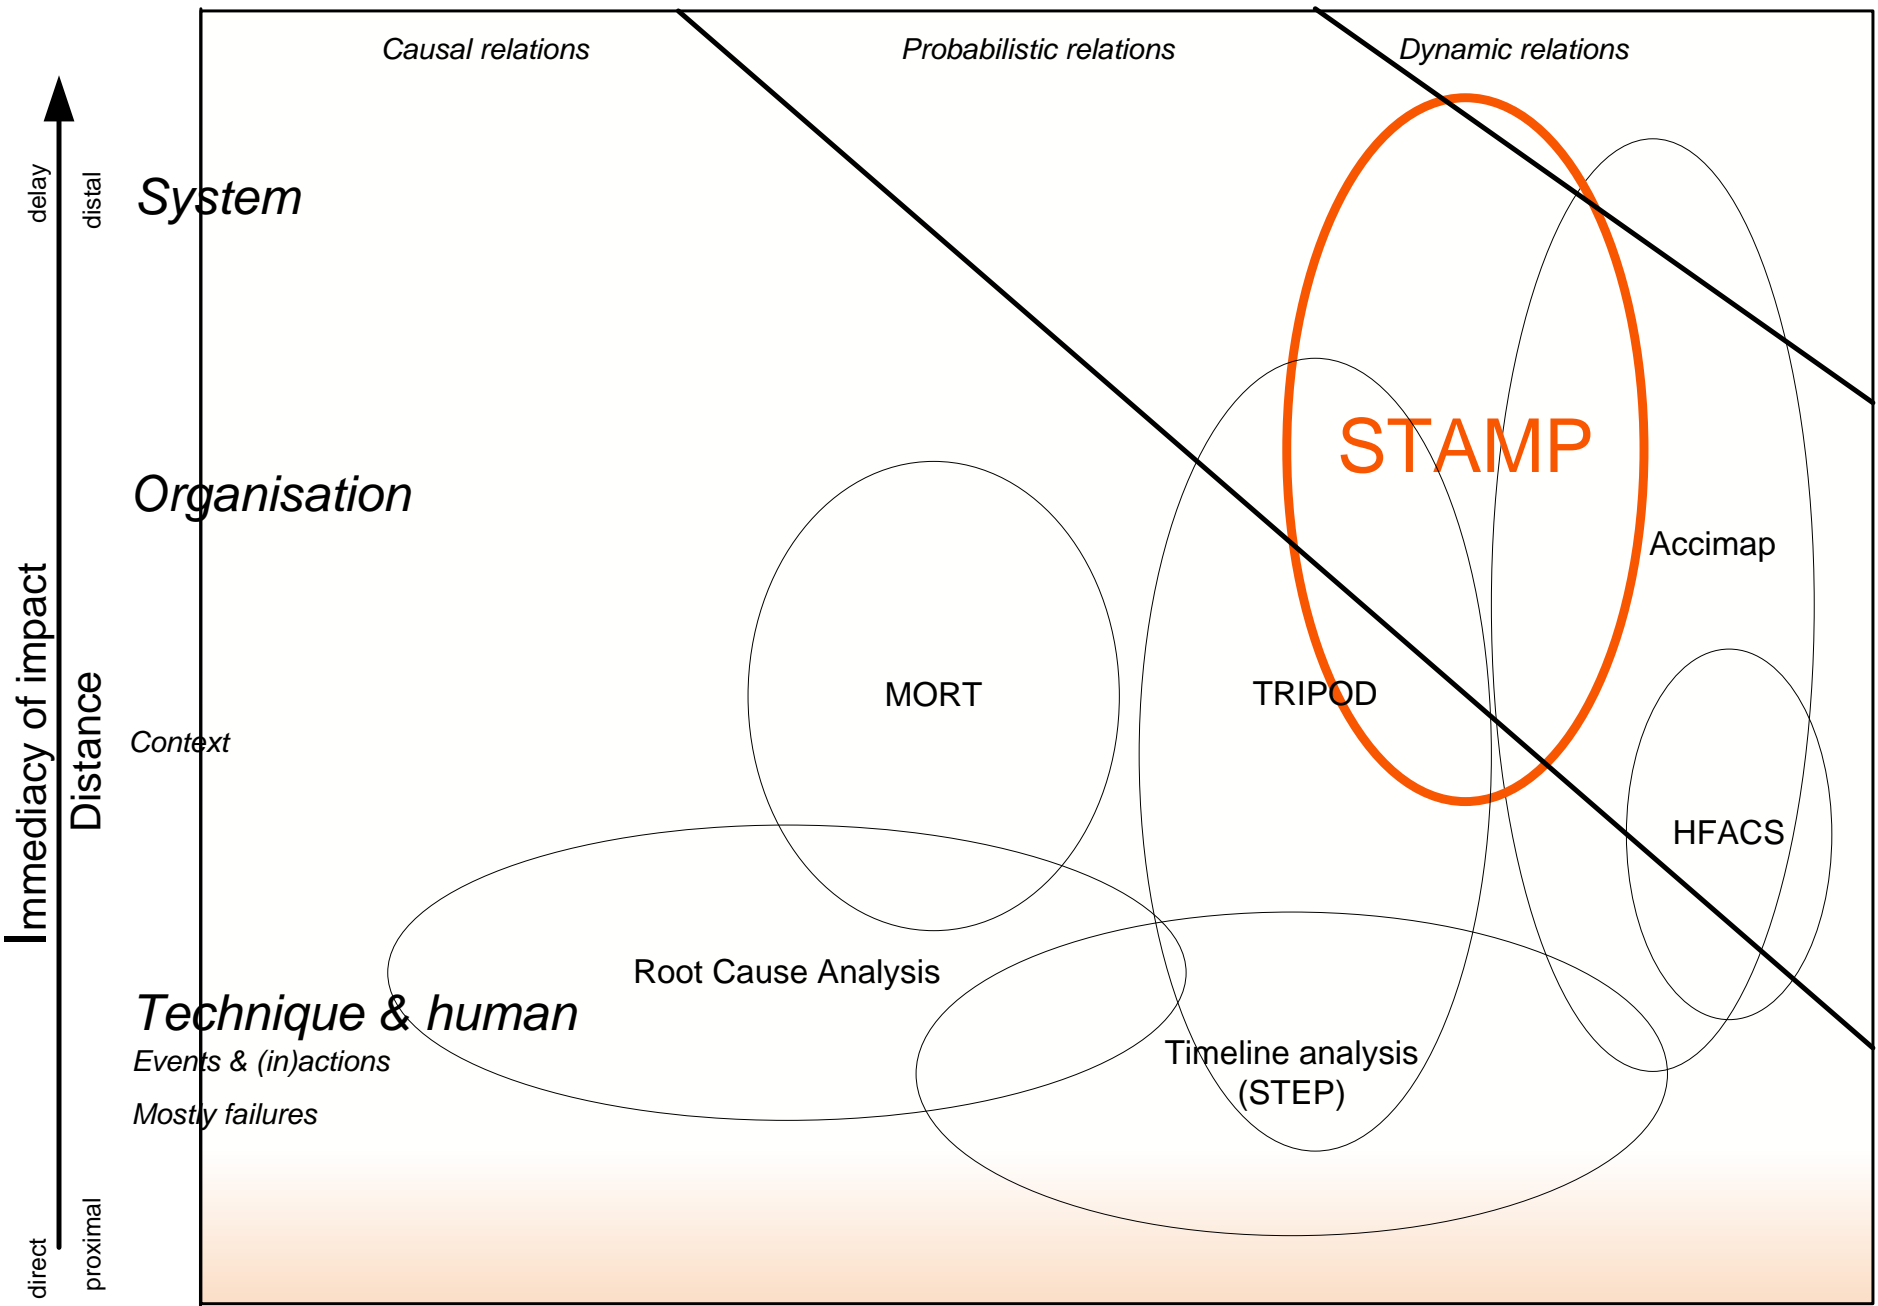 Causal relations
Probabilistic relations
Dynamic relations
delay
distal
System
STAMP
Organisation
Accimap
Immediacy of impact
Distance
MORT
TRIPOD
Context
HFACS
Root Cause Analysis
Technique & human
Events & (in)actions
Timeline analysis
(STEP)
Mostly failures
direct
proximal